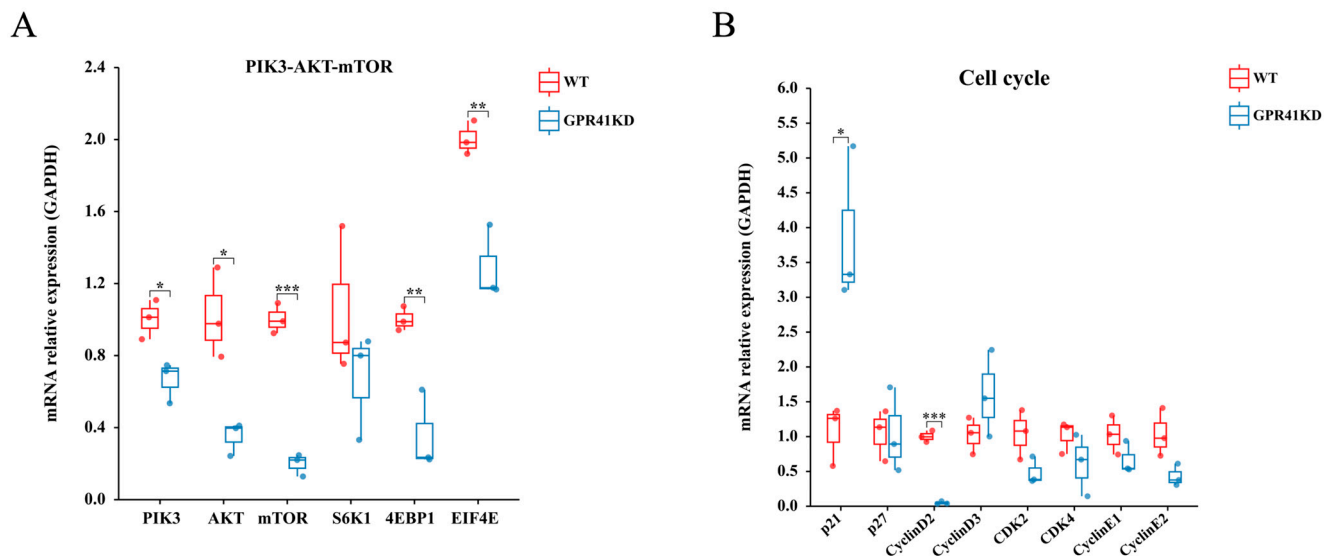 A
PIK3-AKT-mTOR
WT
GPR41KD
mRNA relative expression (GAPDH)
2.4
2.0
1.6
1.2
0.8
0.4
0.0
*
*
***
**
**
PIK3 AKT mTOR S6K1 4EBP1 EIF4E
B
Cell cycle
WT
GPR41KD
mRNA relative expression (GAPDH)
6.0
5.5
5.0
4.5
4.0
3.5
3.0
2.5
2.0
1.5
1.0
0.5
0.0
*
***
p21 p27 CyclinD2 CyclinD3 CDK2 CDK4 CyclinE1 CyclinE2